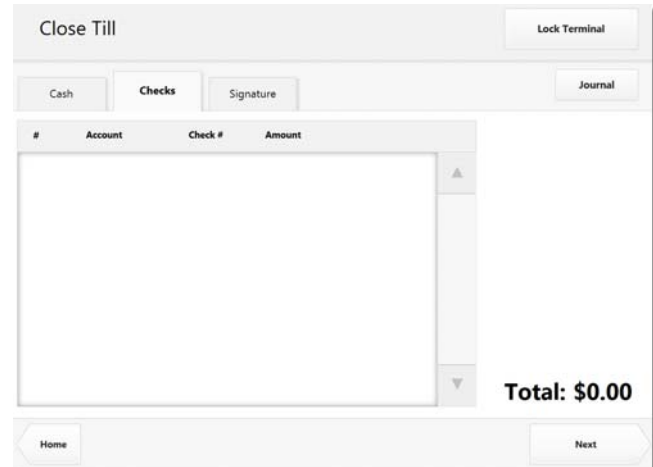 Close Till
Lock Terminal
Cash
Checks
Signature
Journal
# Account Check # Amount
Total: $0.00
Home
Next